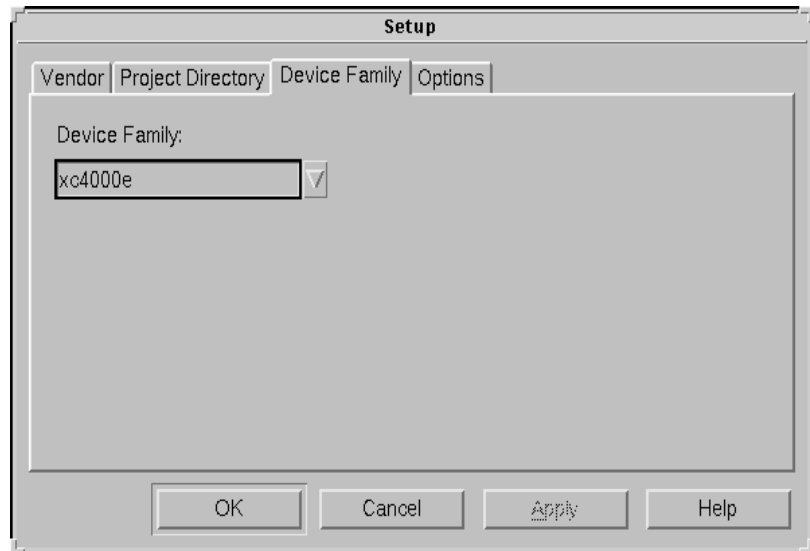 Setup
Vendor Project Directory Device Family Options
Device Family:
xc4000e
OK Cancel Apply Help